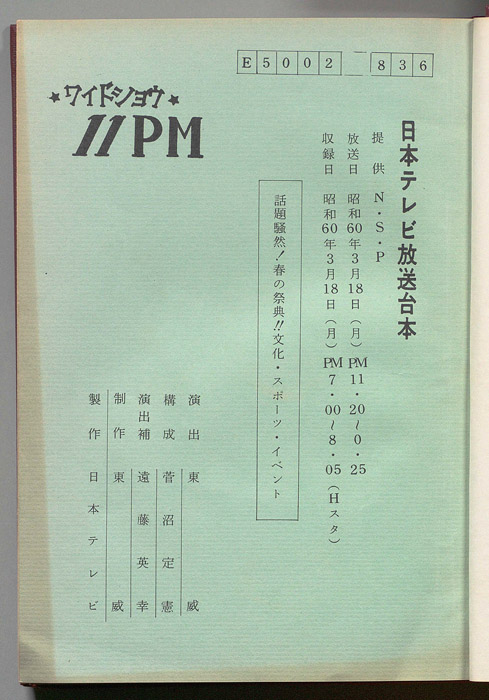 E5002 836
★ワイドショウ★
11PM
日本テレビ放送台本
提供 N・S・P
放送日 昭和60年3月18日(月)PM11・20~0・25
収録日 昭和60年3月18日(月)PM7・00~8・05(Hスタ)
話題騒然!春の祭典!!文化・スポーツ・イベント
演出 東威
構成 菅沼定憲
演出補 遠藤英幸
制作 東威
製作 日本テレビ